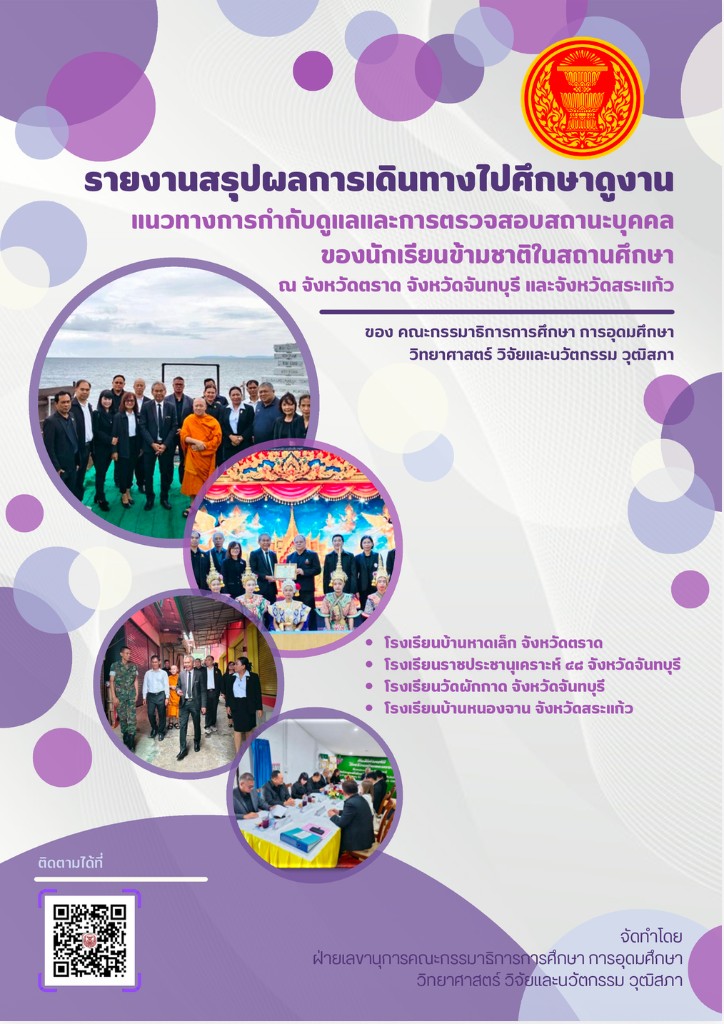 รายงานสรุปผลการเดินทางไปศึกษาดูงาน
แนวทางการกำกับดูแลและการตรวจสอบสถานะบุคคล
ของนักเรียนข้ามชาติในสถานศึกษา
ณ จังหวัดตราด จังหวัดจันทบุรี และจังหวัดสระแก้ว
ของ คณะกรรมาธิการการศึกษา การอุดมศึกษา
วิทยาศาสตร์ วิจัยและนวัตกรรม วุฒิสภา
• โรงเรียนบ้านหาดเล็ก จังหวัดตราด
• โรงเรียนราชประชานุเคราะห์ ๔๘ จังหวัดจันทบุรี
• โรงเรียนวัดผักกาด จังหวัดจันทบุรี
• โรงเรียนบ้านหนองจาน จังหวัดสระแก้ว
ติดตามได้ที่
จัดทำโดย
ฝ่ายเลขานุการคณะกรรมาธิการการศึกษา การอุดมศึกษา
วิทยาศาสตร์ วิจัยและนวัตกรรม วุฒิสภา